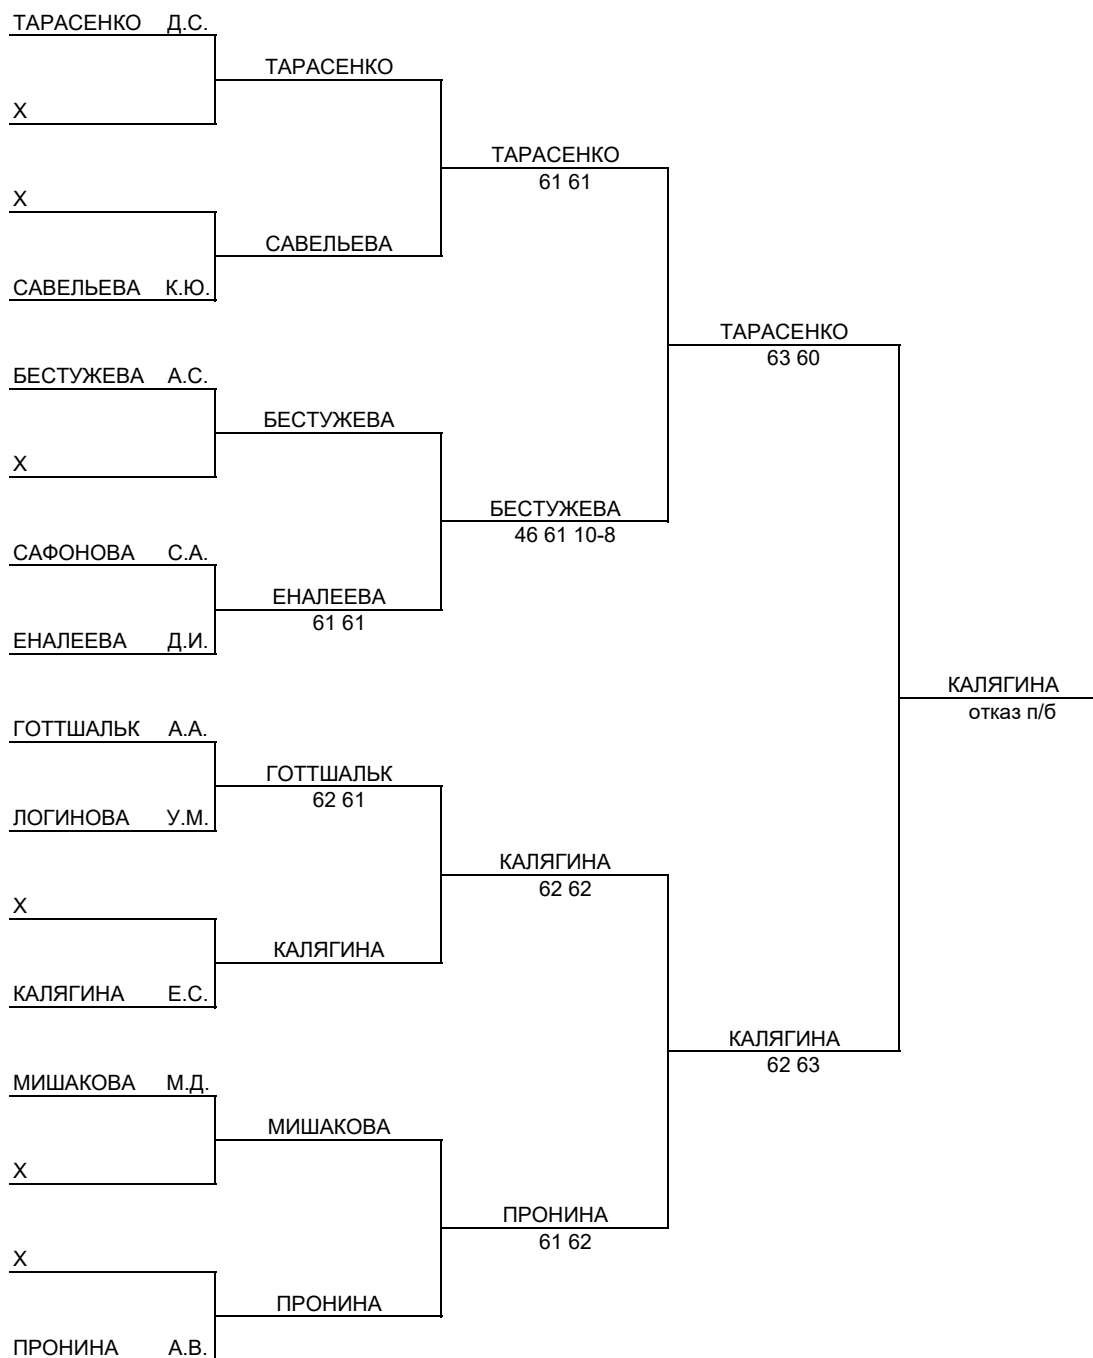 ТАРАСЕНКО Д.С.
ТАРАСЕНКО
Х
ТАРАСЕНКО
61 61
Х
САВЕЛЬЕВА
САВЕЛЬЕВА К.Ю.
ТАРАСЕНКО
63 60
БЕСТУЖЕВА А.С.
БЕСТУЖЕВА
Х
БЕСТУЖЕВА
46 61 10-8
САФОНОВА С.А.
ЕНАЛЕЕВА
61 61
ЕНАЛЕЕВА Д.И.
КАЛЯГИНА
отказ п/б
ГОТТШАЛЬК А.А.
ГОТТШАЛЬК
62 61
ЛОГИНОВА У.М.
КАЛЯГИНА
62 62
Х
КАЛЯГИНА
КАЛЯГИНА Е.С.
КАЛЯГИНА
62 63
МИШАКОВА М.Д.
МИШАКОВА
Х
ПРОНИНА
61 62
Х
ПРОНИНА
ПРОНИНА А.В.